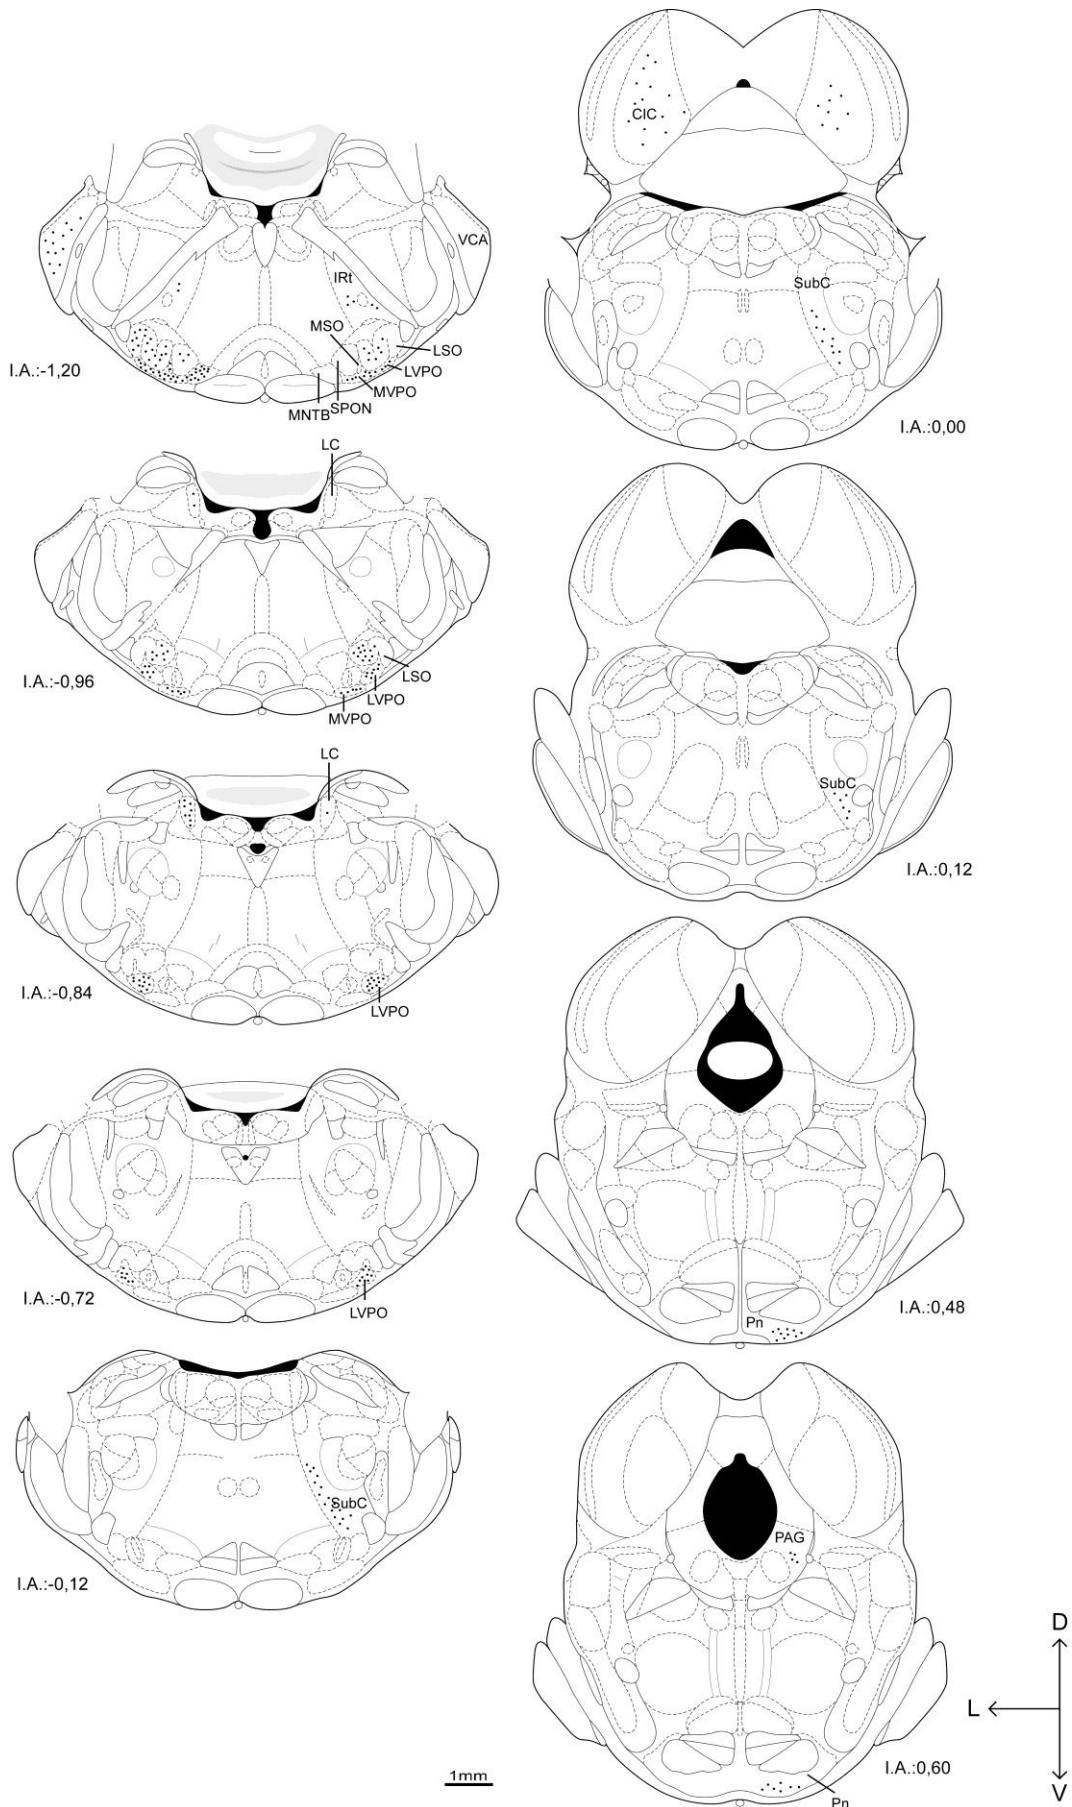 VCA
IRt
MSO
LSO
I.A.:-1,20
LVPO
MVPO
MNTB
SPON
LC
LSO
I.A.:-0,96
LVPO
MVPO
LC
I.A.:-0,84
LVPO
I.A.:-0,72
LVPO
SubC
I.A.:-0,12
1mm
CIC
SubC
I.A.:0,00
SubC
I.A.:0,12
I.A.:0,48
Pn
PAG
I.A.:0,60
Pn
D
L
V